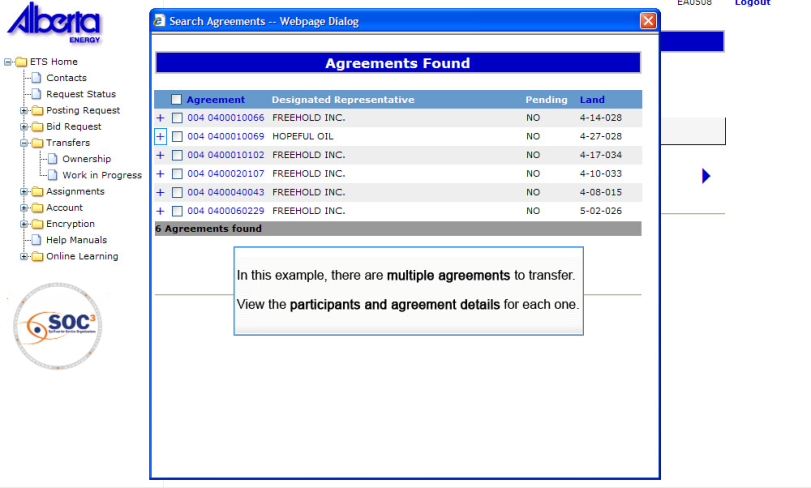 Alberta
ENERGY
EA0508 Logout
ETS Home
Contacts
Request Status
Posting Request
Bid Request
Transfers
Ownership
Work in Progress
Assignments
Account
Encryption
Help Manuals
Online Learning
SOC3
Search Agreements -- Webpage Dialog
Agreements Found
Agreement Designated Representative Pending Land
+ 004 0400010066 FREEHOLD INC. NO 4-14-028
+ 004 0400010069 HOPEFUL OIL NO 4-27-028
+ 004 0400010102 FREEHOLD INC. NO 4-17-034
+ 004 0400020107 FREEHOLD INC. NO 4-10-033
+ 004 0400040043 FREEHOLD INC. NO 4-08-015
+ 004 0400060229 FREEHOLD INC. NO 5-02-026
6 Agreements found
In this example, there are multiple agreements to transfer.
View the participants and agreement details for each one.